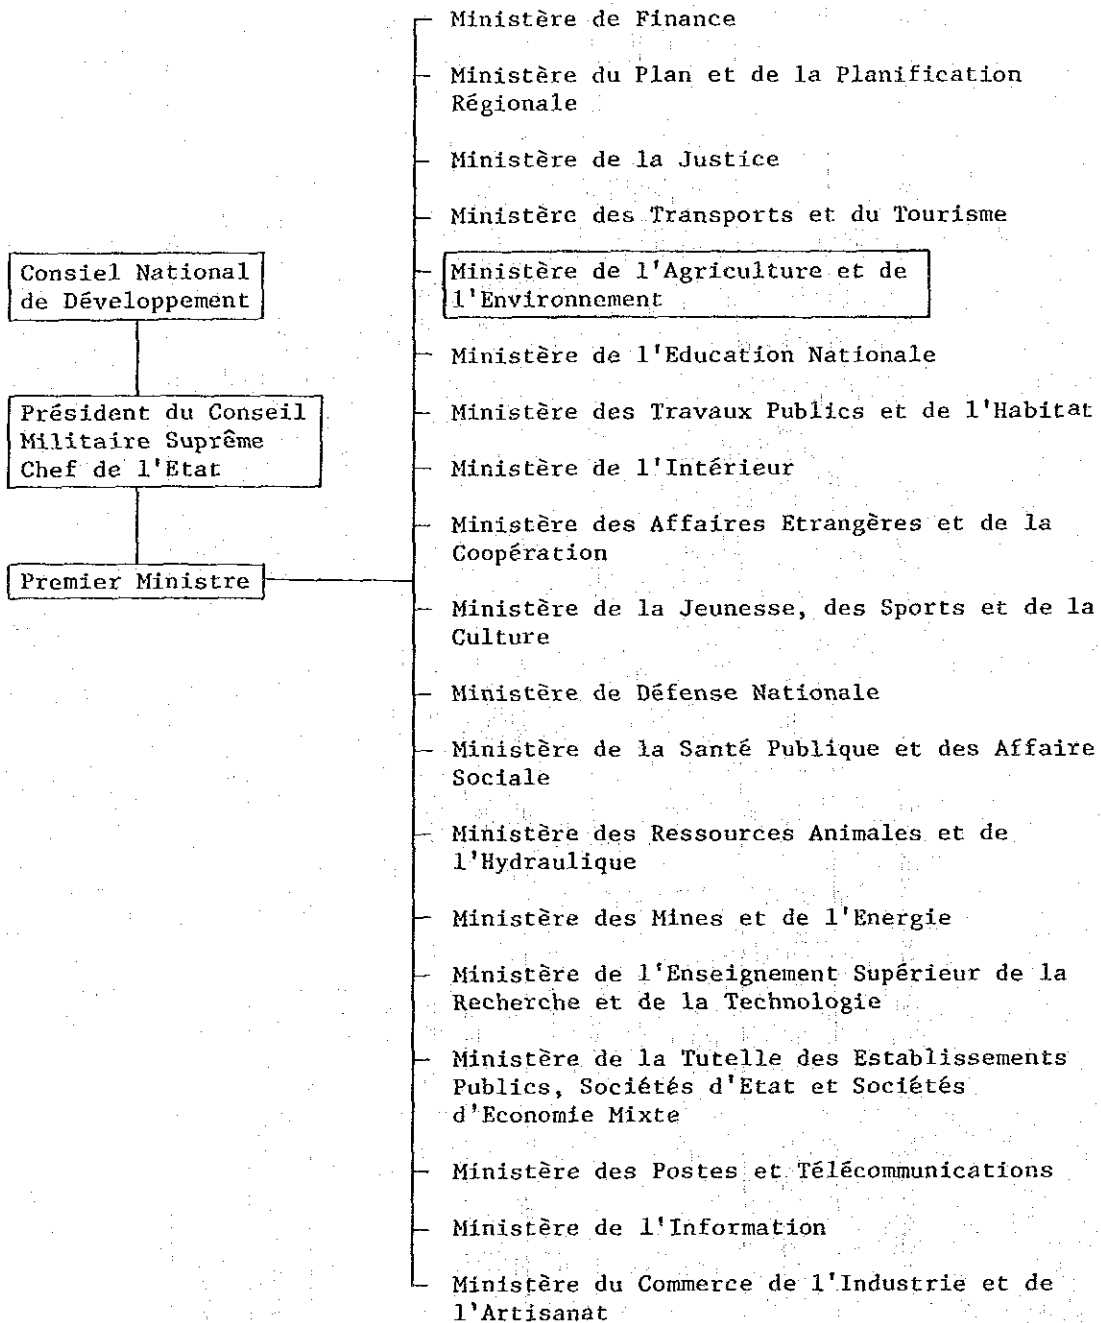 Consiel National
de Développement
Président du Conseil
Militaire Suprême
Chef de l'Etat
Premier Ministre
Ministère de Finance
Ministère du Plan et de la Planification
Régionale
Ministère de la Justice
Ministère des Transports et du Tourisme
Ministère de l'Agriculture et de
l'Environnement
Ministère de l'Education Nationale
Ministère des Travaux Publics et de l'Habitat
Ministère de l'Intérieur
Ministère des Affaires Etrangères et de la
Coopération
Ministère de la Jeunesse, des Sports et de la
Culture
Ministère de Défense Nationale
Ministère de la Santé Publique et des Affaire
Sociale
Ministère des Ressources Animales et de
l'Hydraulique
Ministère des Mines et de l'Energie
Ministère de l'Enseignement Supérieur de la
Recherche et de la Technologie
Ministère de la Tutelle des Establissements
Publics, Sociétés d'Etat et Sociétés
d'Economie Mixte
Ministère des Postes et Télécommunications
Ministère de l'Information
Ministère du Commerce de l'Industrie et de
l'Artisanat